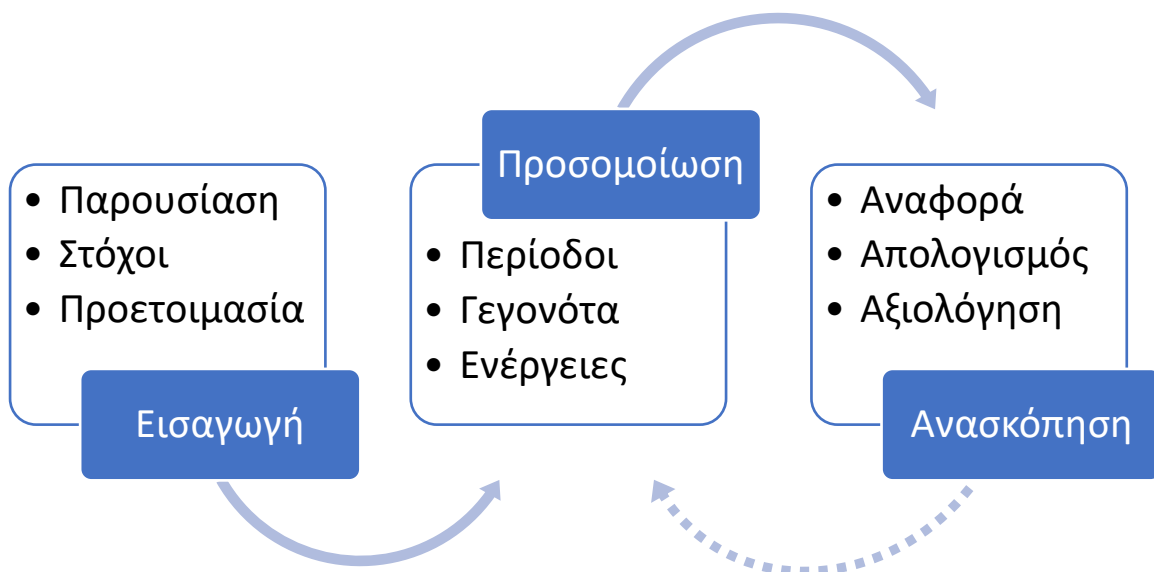 • Παρουσίαση
• Στόχοι
• Προετοιμασία
Εισαγωγή
Προσομοίωση
• Περίοδοι
• Γεγονότα
• Ενέργειες
• Αναφορά
• Απολογισμός
• Αξιολόγηση
Ανασκόπηση